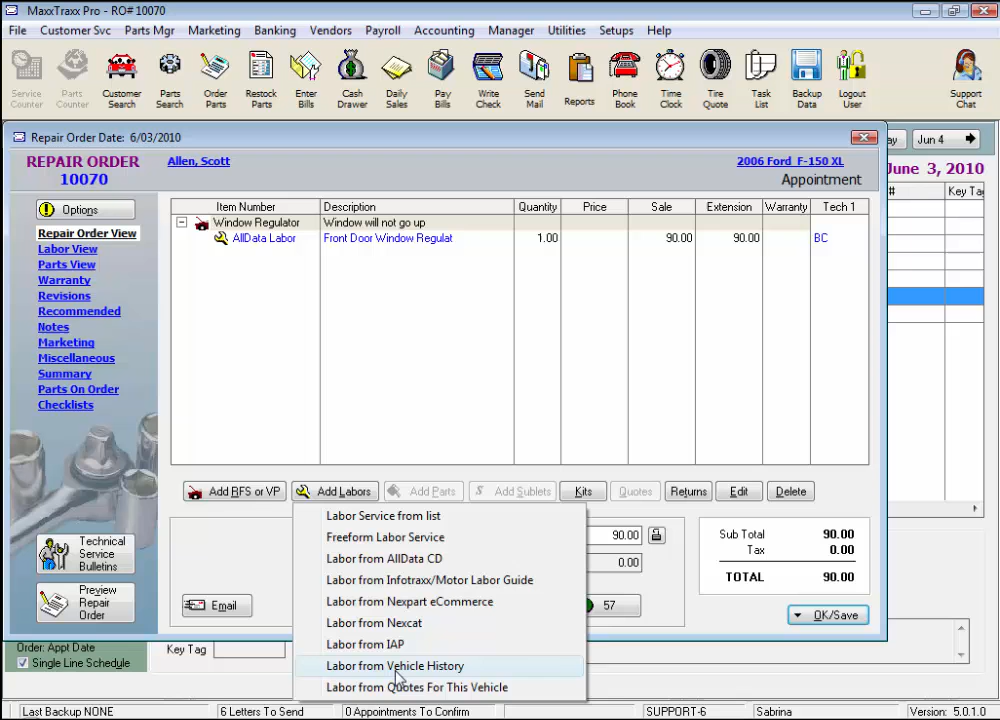 MaxxTraxx Pro - RO# 10070
File Customer Svc Parts Mgr Marketing Banking Vendors Payroll Accounting Manager Utilities Setups Help
Service Counter
Parts Counter
Customer Search
Parts Search
Order Parts
Restock Parts
Enter Bills
Cash Drawer
Daily Sales
Pay Bills
Write Check
Send Mail
Reports
Phone Book
Time Clock
Tire Quote
Task List
Backup Data
Logout User
Support Chat
Repair Order Date: 6/03/2010
ay Jun 4
REPAIR ORDER
10070
Allen, Scott
2006 Ford F-150 XL
Appointment
June 3, 2010
# Key Tag
Options
Repair Order View
Labor View
Parts View
Warranty
Revisions
Recommended
Notes
Marketing
Miscellaneous
Summary
Parts On Order
Checklists
Technical Service Bulletins
Preview Repair Order
Item Number Description Quantity Price Sale Extension Warranty Tech 1
Window Regulator Window will not go up
AllData Labor Front Door Window Regulat 1.00 90.00 90.00 BC
Add RFS or VP Add Labors Add Parts Add Sublets Kits Quotes Returns Edit Delete
Labor Service from list
Freeform Labor Service
Labor from AllData CD
Labor from Infotraxx/Motor Labor Guide
Labor from Nexpart eCommerce
Labor from Nexcat
Labor from IAP
Labor from Vehicle History
Labor from Quotes For This Vehicle
90.00
0.00
57
Sub Total 90.00
Tax 0.00
TOTAL 90.00
Email
OK/Save
Order: Appt Date
Single Line Schedule
Key Tag
Last Backup NONE 6 Letters To Send 0 Appointments To Confirm SUPPORT-6 Sabrina Version: 5.0.1.0